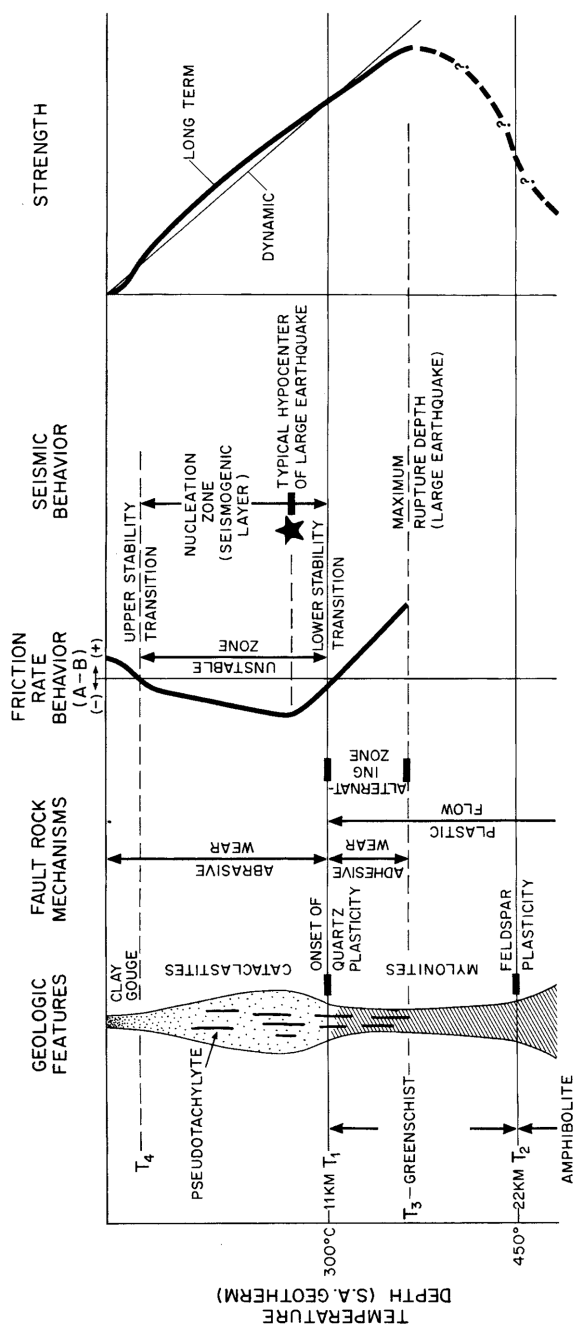 TEMPERATURE
DEPTH (S.A. GEOTHERM)
GEOLOGIC
FEATURES
FAULT ROCK
MECHANISMS
FRICTION
RATE
BEHAVIOR
(A-B)
(-) (+)
SEISMIC
BEHAVIOR
STRENGTH
T4
PSEUDOTACHYLYTE
CLAY
GOUGE
CATACLASTITES
ABRASIVE
WEAR
UNSTABLE
ZONE
UPPER STABILITY
TRANSITION
NUCLEATION
ZONE
(SEISMOGENIC
LAYER)
TYPICAL HYPOCENTER
OF LARGE EARTHQUAKE
LOWER STABILITY
TRANSITION
LONG TERM
DYNAMIC
300°C -11KM T1
ONSET OF
QUARTZ
PLASTICITY
ADHESIVE
WEAR
ALTERNAT-
ING
ZONE
T3 -GREENSCHIST
MYLONITES
PLASTIC
FLOW
MAXIMUM
RUPTURE DEPTH
(LARGE EARTHQUAKE)
450° -22KM T2
FELDSPAR
PLASTICITY
AMPHIBOLITE
?
?
?
?